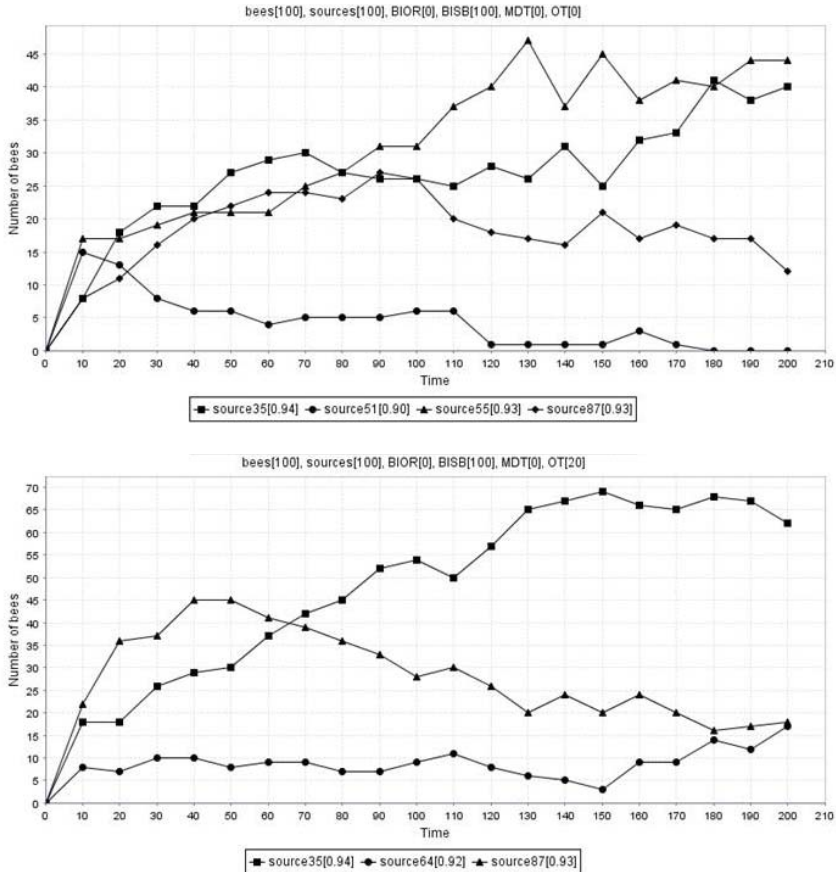 bees[100], sources[100], BIOR[0], BISB[100], MDT[0], OT[0]
45
40
35
30
25
20
15
10
5
0
Number of bees
0 10 20 30 40 50 60 70 80 90 100 110 120 130 140 150 160 170 180 190 200 210
Time
source35[0.94] source51[0.90] source55[0.93] source87[0.93]
bees[100], sources[100], BIOR[0], BISB[100], MDT[0], OT[20]
70
65
60
55
50
45
40
35
30
25
20
15
10
5
0
Number of bees
0 10 20 30 40 50 60 70 80 90 100 110 120 130 140 150 160 170 180 190 200 210
Time
source35[0.94] source64[0.92] source87[0.93]